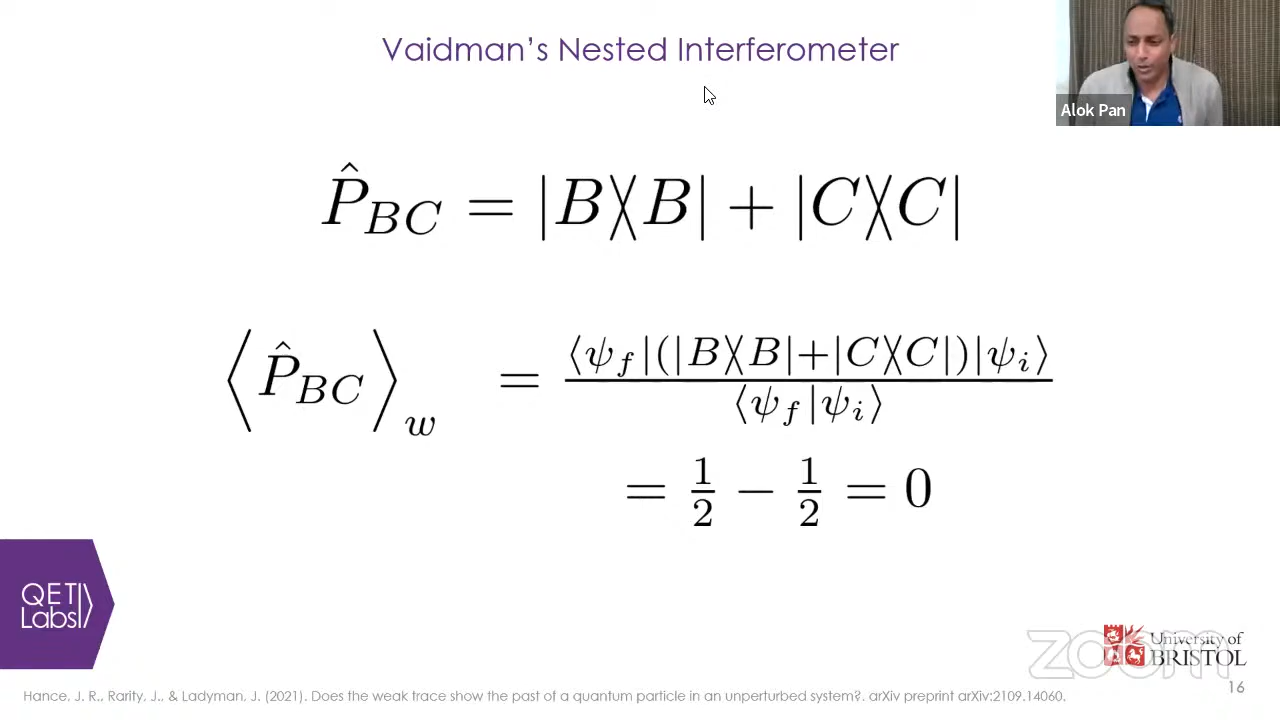 Vaidman's Nested Interferometer
Alok Pan
P̂_BC = |B⟩⟨B| + |C⟩⟨C|
⟨P̂_BC⟩_w = ⟨ψ_f|(|B⟩⟨B|+|C⟩⟨C|)|ψ_i⟩ / ⟨ψ_f|ψ_i⟩
= 1/2 − 1/2 = 0
QET
Labs
zoom
University of
BRISTOL
Hance, J. R., Rarity, J., & Ladyman, J. (2021). Does the weak trace show the past of a quantum particle in an unperturbed system?. arXiv preprint arXiv:2109.14060.
16